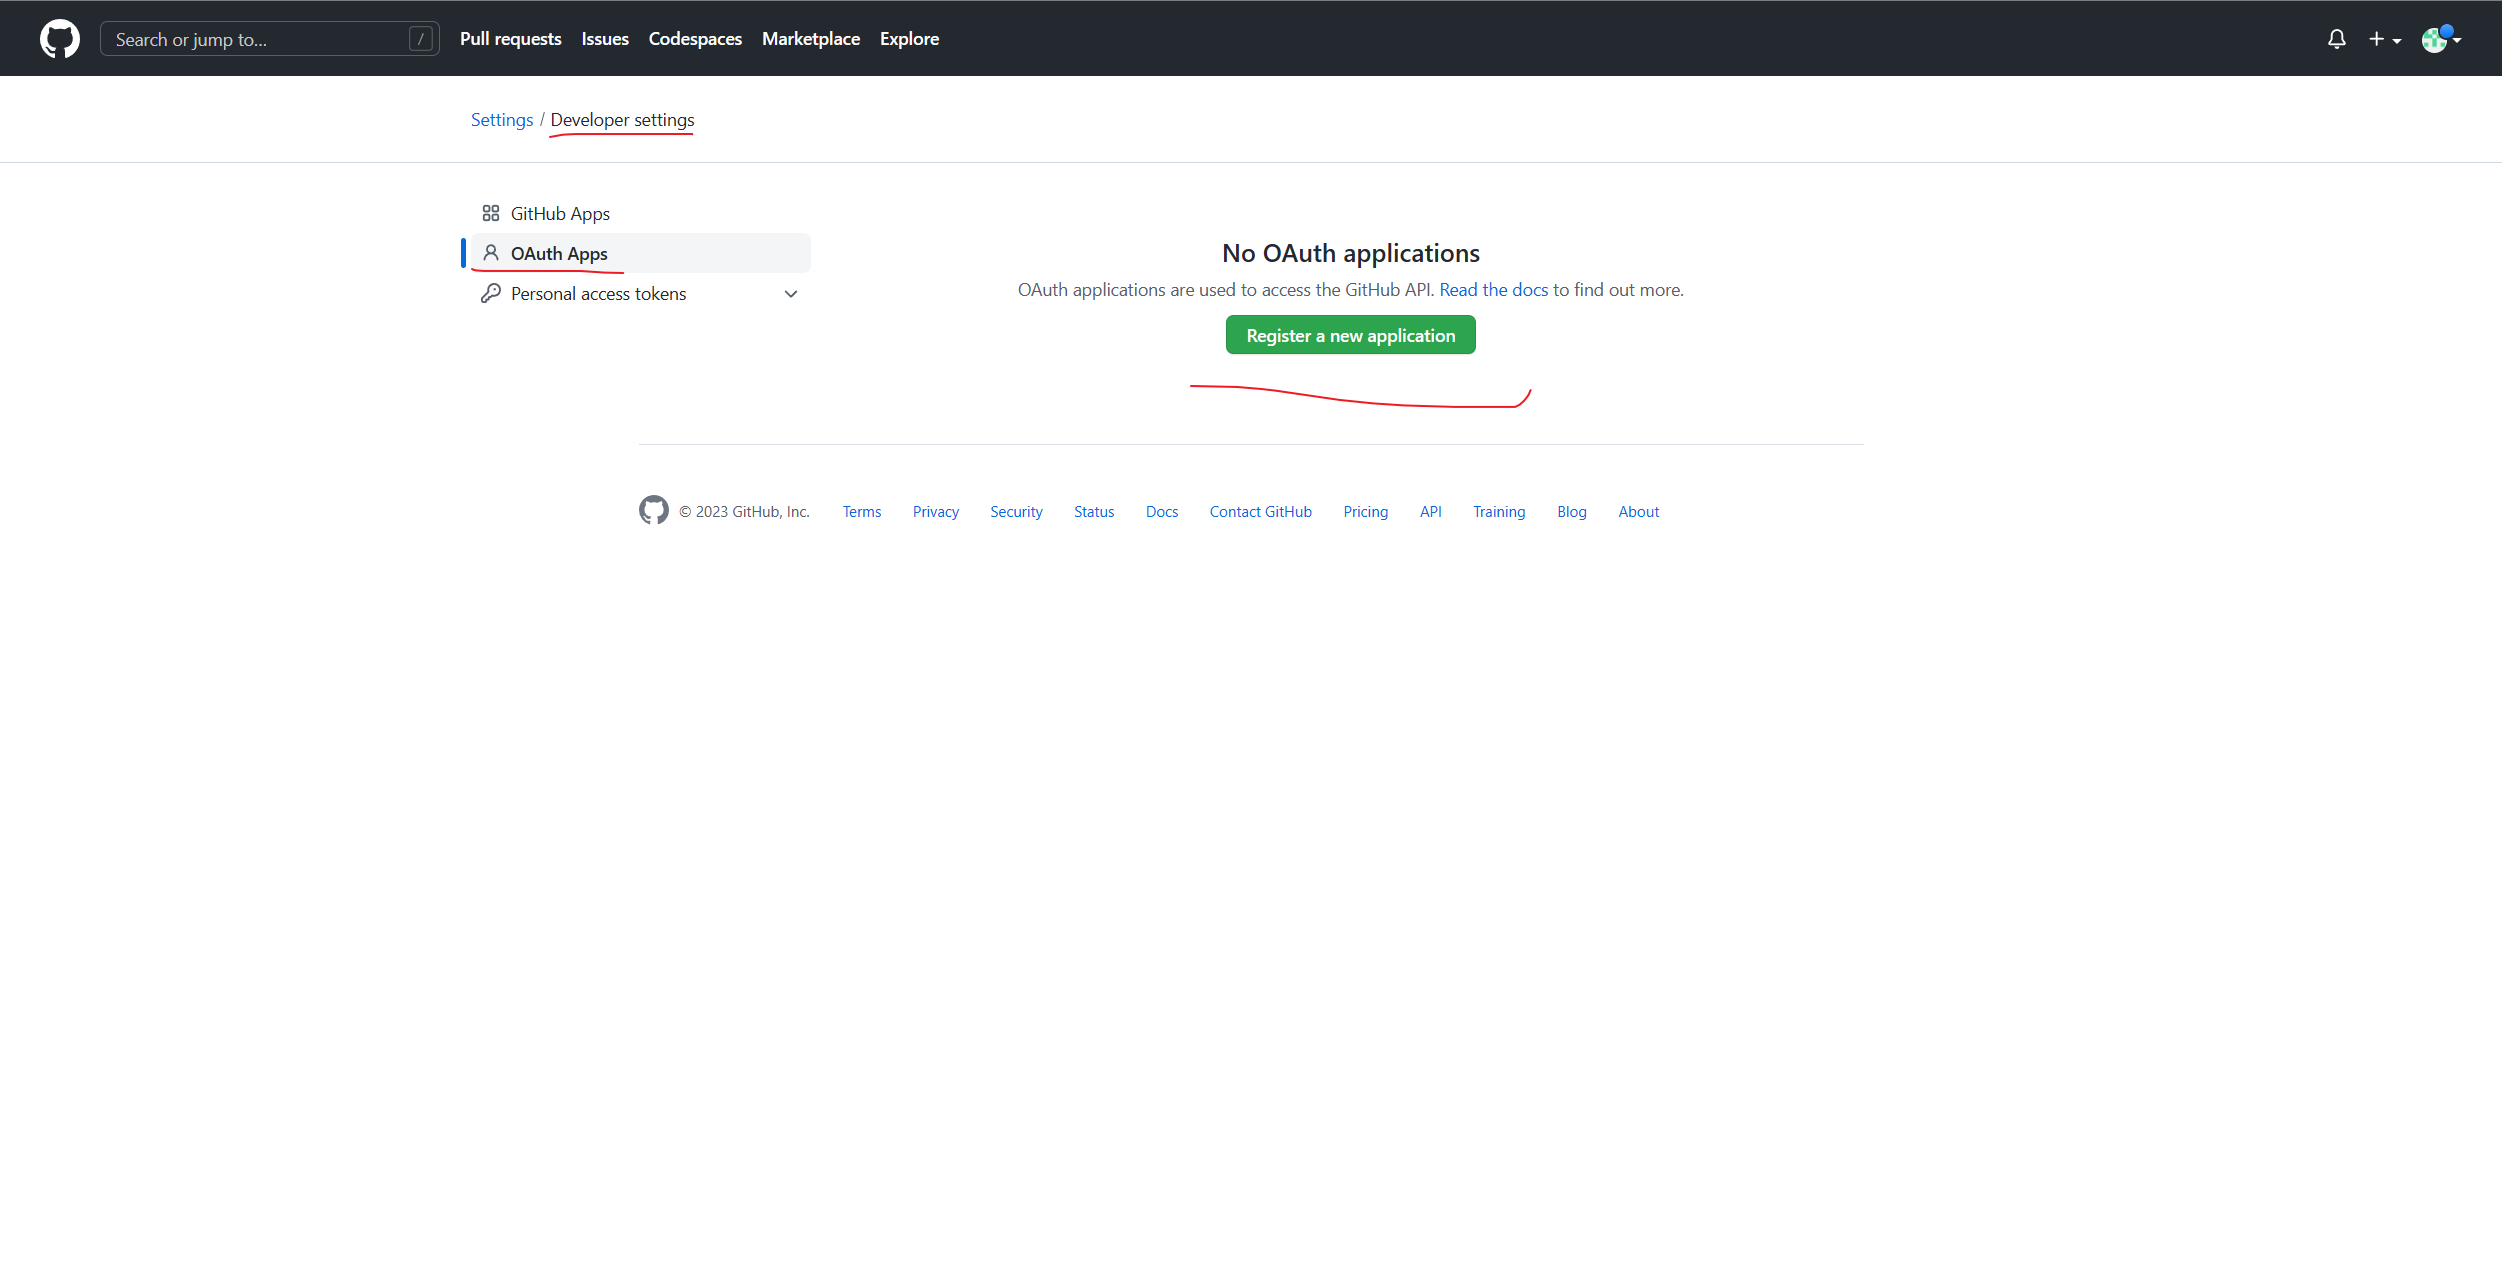 Search or jump to... / Pull requests Issues Codespaces Marketplace Explore
Settings / Developer settings
GitHub Apps
OAuth Apps
Personal access tokens
No OAuth applications
OAuth applications are used to access the GitHub API. Read the docs to find out more.
Register a new application
© 2023 GitHub, Inc. Terms Privacy Security Status Docs Contact GitHub Pricing API Training Blog About